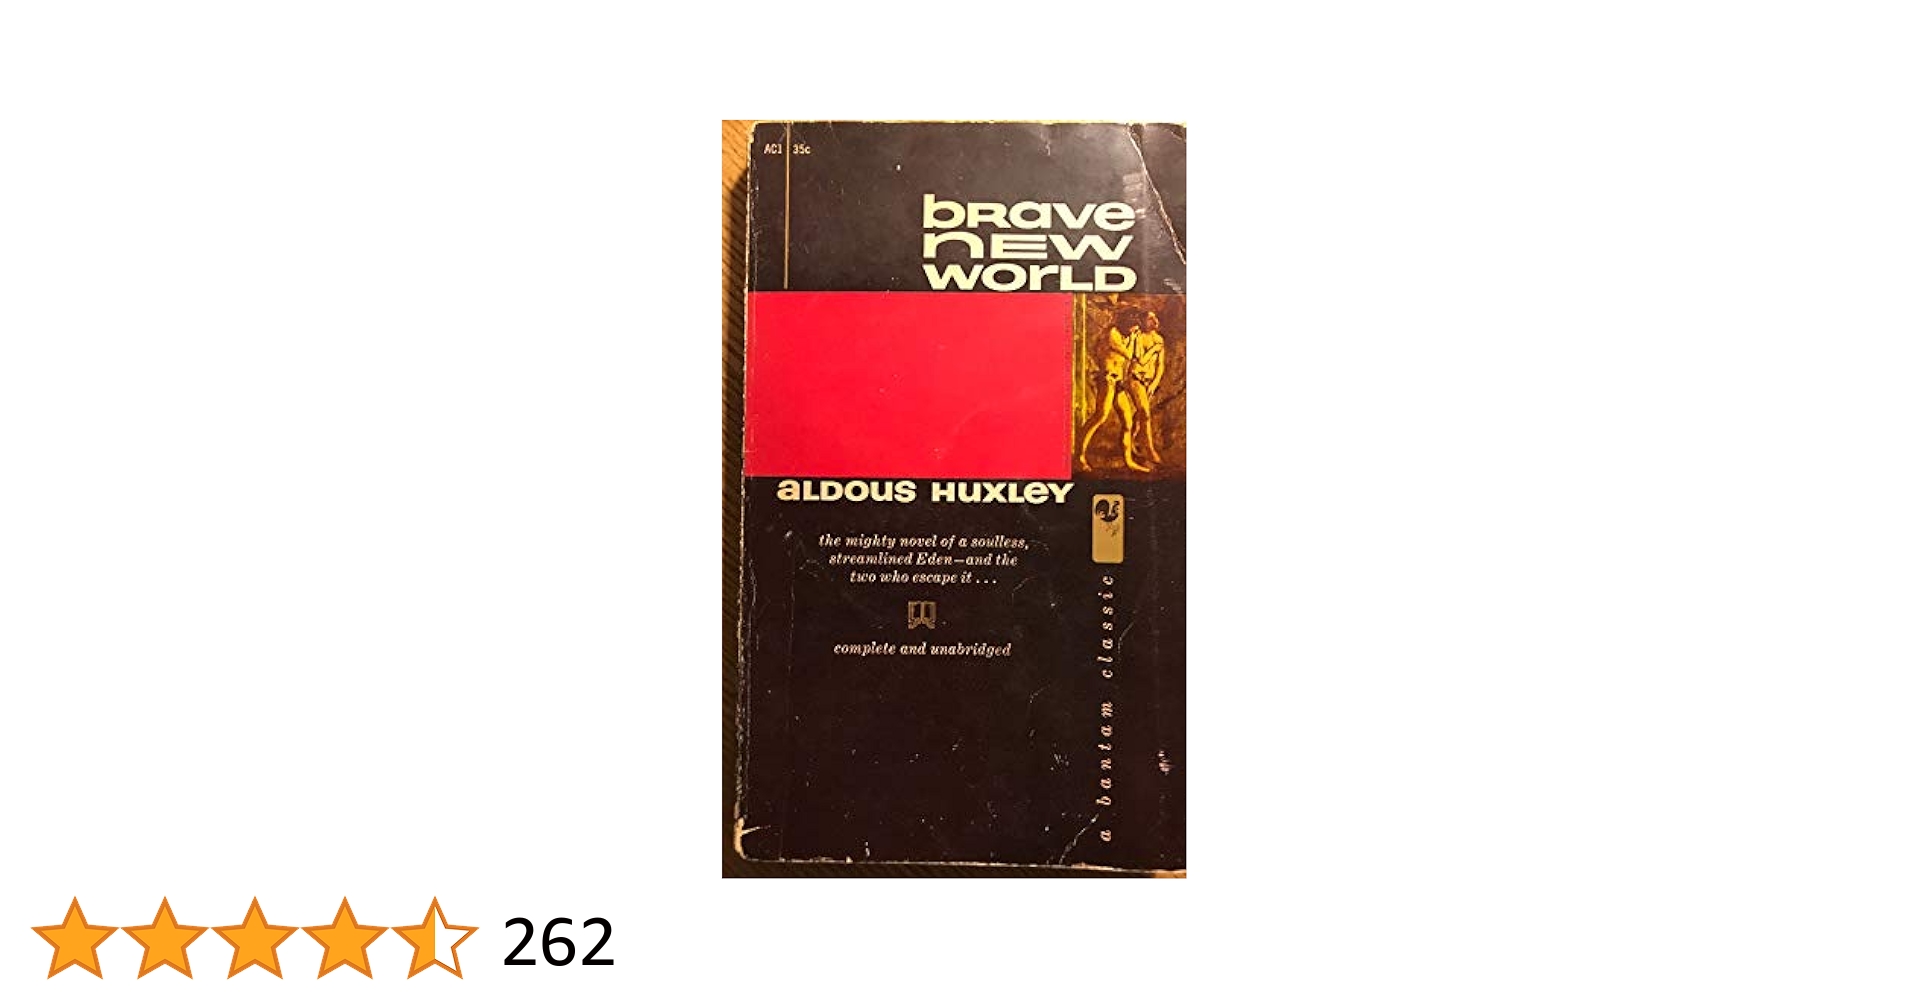 AC1 35c
brave
new
world
aldous huxley
the mighty novel of a soulless,
streamlined Eden—and the
two who escape it . . .
complete and unabridged
a bantam classic
262